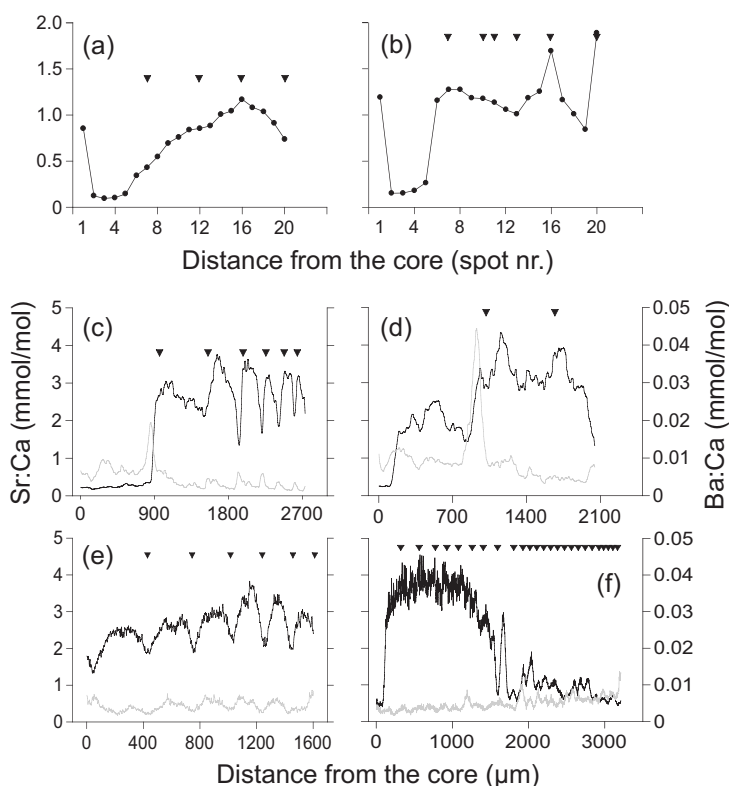 (a)
(b)
2.0
1.5
1.0
0.5
0
1 4 8 12 16 20
1 4 8 12 16 20
Distance from the core (spot nr.)
Sr:Ca (mmol/mol)
Ba:Ca (mmol/mol)
(c)
(d)
5
4
3
2
1
0
0.05
0.04
0.03
0.02
0.01
0
0 900 1800 2700
0 700 1400 2100
(e)
(f)
5
4
3
2
1
0
0.05
0.04
0.03
0.02
0.01
0
0 400 800 1200 1600
0 1000 2000 3000
Distance from the core (µm)